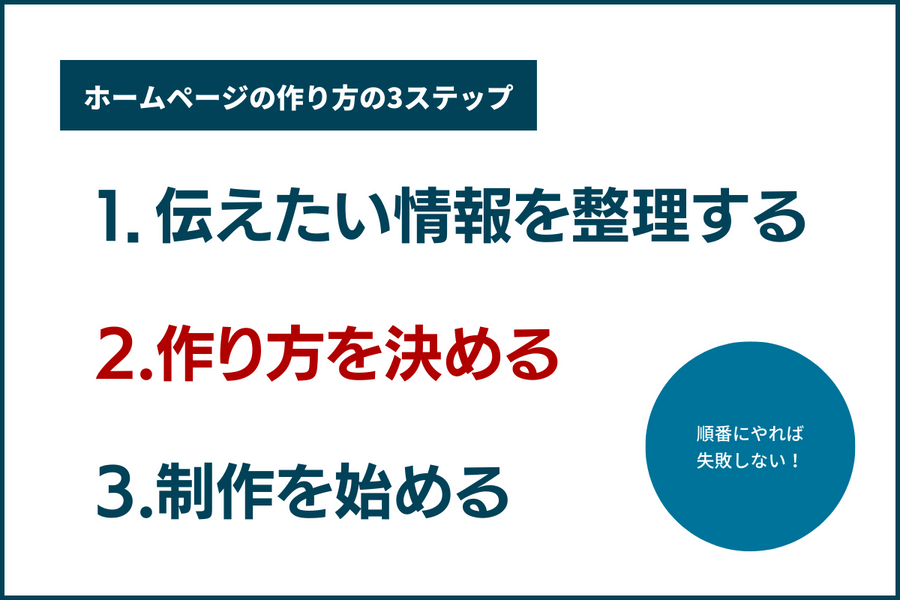 ホームページの作り方の3ステップ
1. 伝えたい情報を整理する
2.作り方を決める
3.制作を始める
順番にやれば
失敗しない！